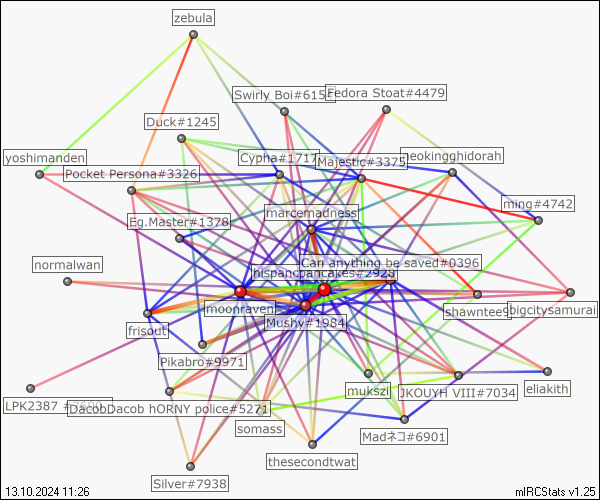 zebula
Swirly Boi#615
Fedora Stoat#4479
Duck#1245
yoshimanden
Cypha#1717
Majestic#3375
neokingghidorah
Pocket Persona#3326
ming#4742
marcemadness
Eg.Master#1378
normalwan
Can anything be saved#0396
hispancpancakes#2928
moonraven
shawntee9
bigcitysamurai
Mushy#1984
frisout
Pikabro#9971
mukszi
JKOUYH VIII#7034
eliakith
LPK2387
DacobDacob hORNY police#5271
somass
Madネコ#6901
thesecondtwat
Silver#7938
13.10.2024 11:26
mIRCStats v1.25